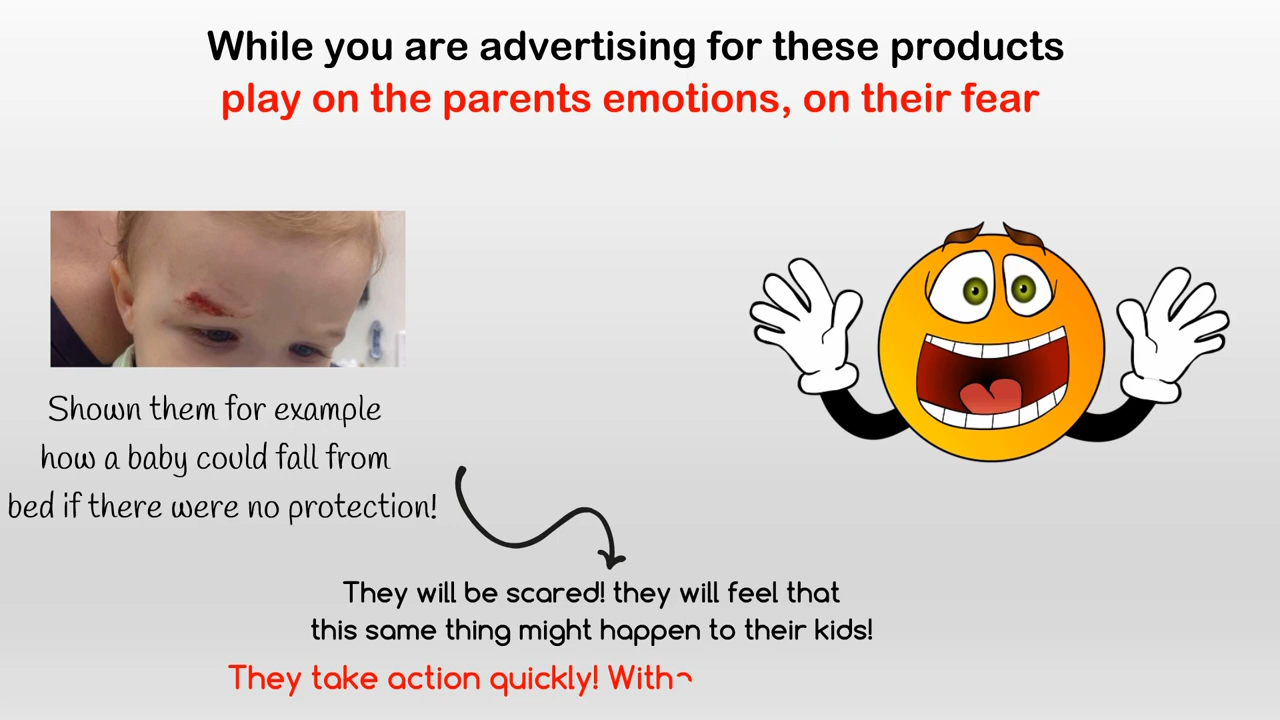 While you are advertising for these products
play on the parents emotions, on their fear
Shown them for example
how a baby could fall from
bed if there were no protection!
They will be scared! they will feel that
this same thing might happen to their kids!
They take action quickly! With